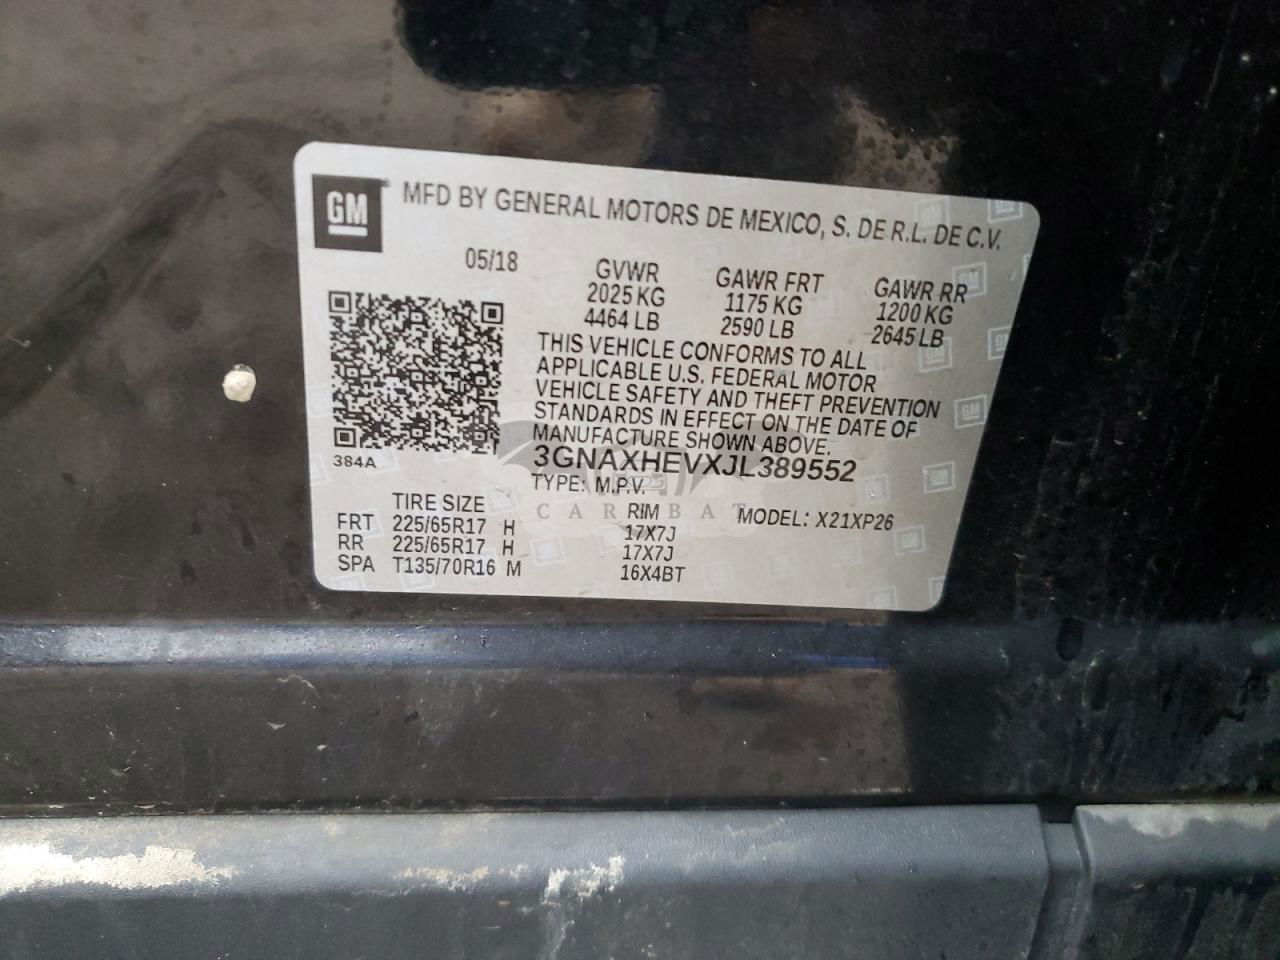 GM MFD BY GENERAL MOTORS DE MEXICO, S. DE R.L. DE C.V.
05/18 GVWR GAWR FRT GAWR RR
2025 KG 1175 KG 1200 KG
4464 LB 2590 LB 2645 LB
THIS VEHICLE CONFORMS TO ALL
APPLICABLE U.S. FEDERAL MOTOR
VEHICLE SAFETY AND THEFT PREVENTION
STANDARDS IN EFFECT ON THE DATE OF
MANUFACTURE SHOWN ABOVE.
384A 3GNAXHEVXJL389552
TYPE: M.P.V.
CARBAT
TIRE SIZE RIM MODEL: X21XP26
FRT 225/65R17 H 17X7J
RR 225/65R17 H 17X7J
SPA T135/70R16 M 16X4BT